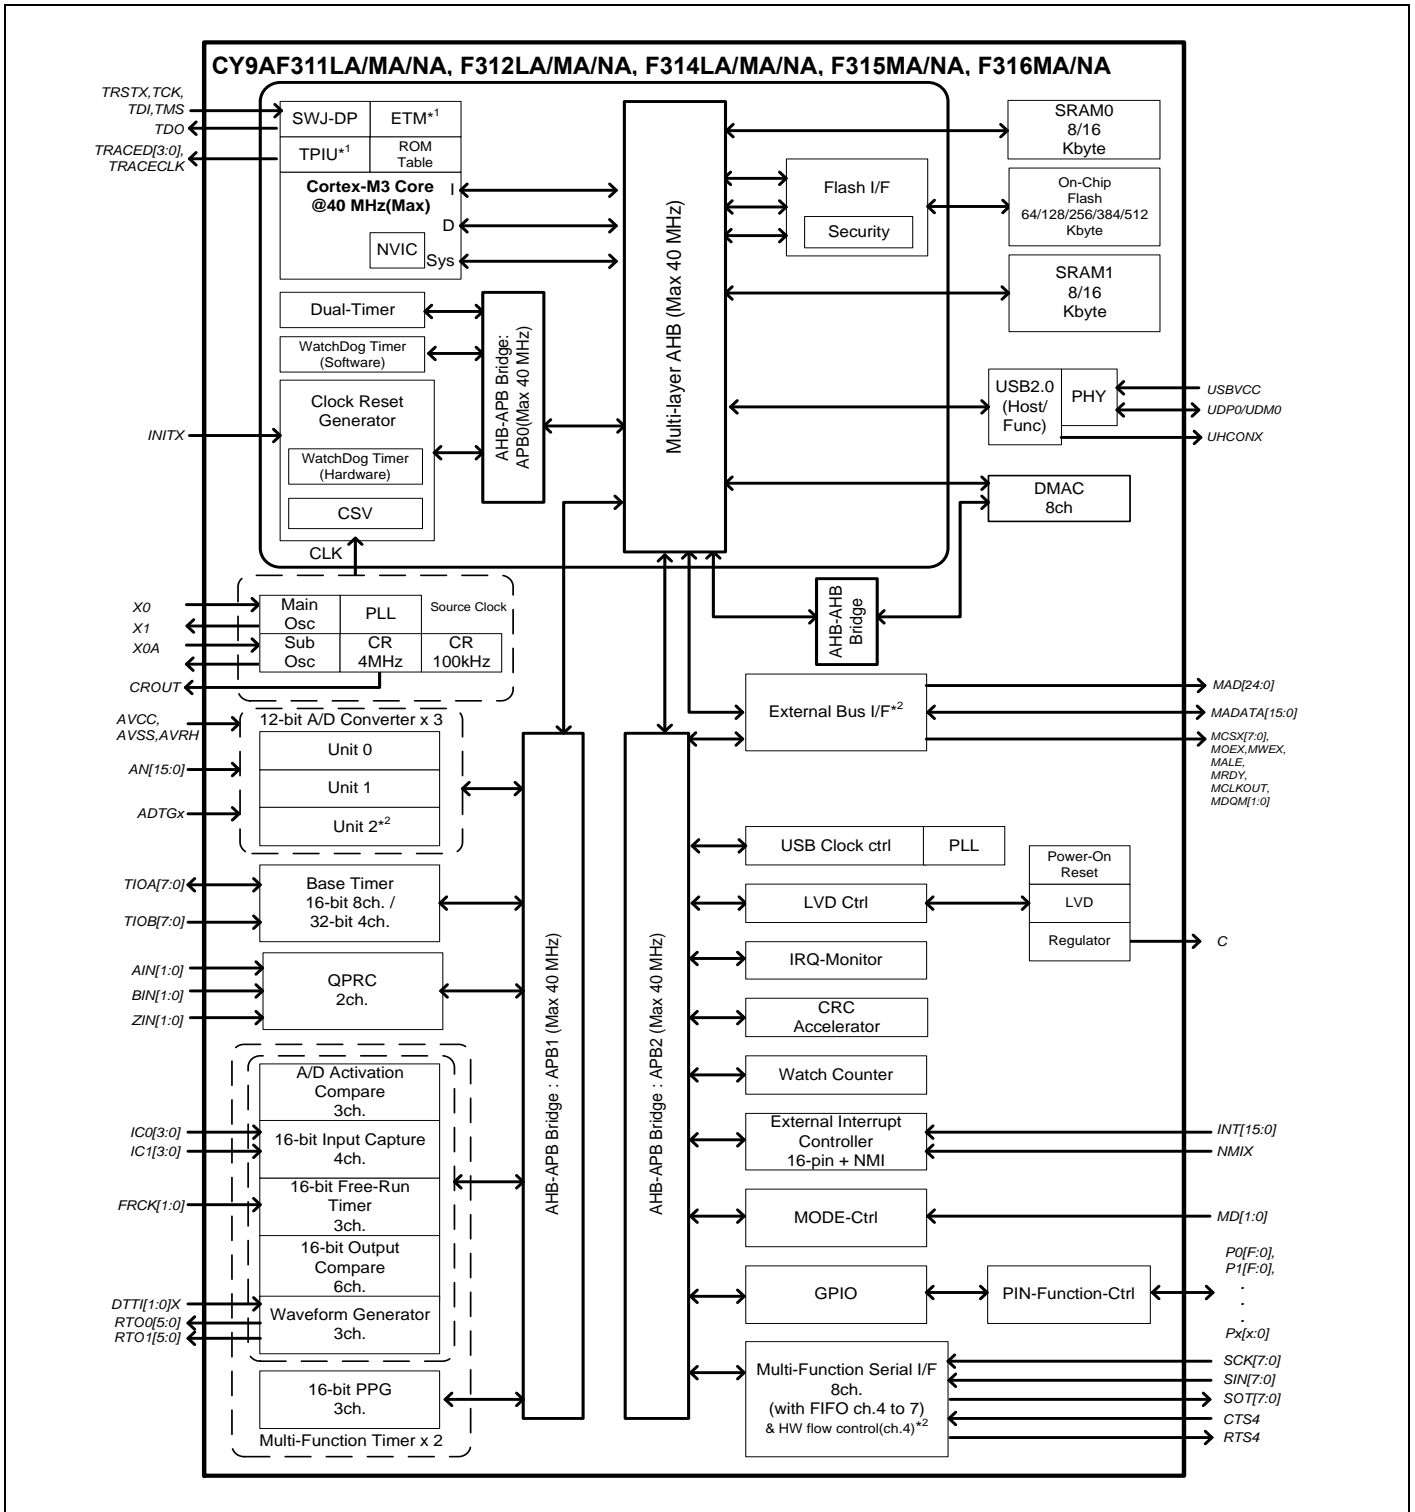 CY9AF311LA/MA/NA, F312LA/MA/NA, F314LA/MA/NA, F315MA/NA, F316MA/NA
TRSTX,TCK,
TDI,TMS
TDO
TRACED[3:0],
TRACECLK
SWJ-DP
ETM*1
TPIU*1
ROM
Table
Cortex-M3 Core
@40 MHz(Max)
I
D
NVIC
Sys
Dual-Timer
WatchDog Timer
(Software)
Clock Reset
Generator
WatchDog Timer
(Hardware)
CSV
CLK
INITX
AHB-APB Bridge:
APB0(Max 40 MHz)
Multi-layer AHB (Max 40 MHz)
Flash I/F
Security
SRAM0
8/16
Kbyte
On-Chip
Flash
64/128/256/384/512
Kbyte
SRAM1
8/16
Kbyte
USB2.0
(Host/
Func)
PHY
USBVCC
UDP0/UDM0
UHCONX
DMAC
8ch
AHB-AHB
Bridge
X0
X1
X0A
CROUT
Main
Osc
PLL
Source Clock
Sub
Osc
CR
4MHz
CR
100kHz
AVCC,
AVSS,AVRH
AN[15:0]
ADTGx
12-bit A/D Converter x 3
Unit 0
Unit 1
Unit 2*2
TIOA[7:0]
TIOB[7:0]
Base Timer
16-bit 8ch. /
32-bit 4ch.
AIN[1:0]
BIN[1:0]
ZIN[1:0]
QPRC
2ch.
A/D Activation
Compare
3ch.
IC0[3:0]
IC1[3:0]
16-bit Input Capture
4ch.
FRCK[1:0]
16-bit Free-Run
Timer
3ch.
16-bit Output
Compare
6ch.
DTTI[1:0]X
RTO0[5:0]
RTO1[5:0]
Waveform Generator
3ch.
16-bit PPG
3ch.
Multi-Function Timer x 2
AHB-APB Bridge : APB1 (Max 40 MHz)
AHB-APB Bridge : APB2 (Max 40 MHz)
External Bus I/F*2
MAD[24:0]
MADATA[15:0]
MCSX[7:0],
MOEX,MWEX,
MALE,
MRDY,
MCLKOUT,
MDQM[1:0]
USB Clock ctrl
PLL
LVD Ctrl
Power-On
Reset
LVD
Regulator
C
IRQ-Monitor
CRC
Accelerator
Watch Counter
External Interrupt
Controller
16-pin + NMI
INT[15:0]
NMIX
MODE-Ctrl
MD[1:0]
GPIO
PIN-Function-Ctrl
P0[F:0],
P1[F:0],
.
.
.
Px[x:0]
Multi-Function Serial I/F
8ch.
(with FIFO ch.4 to 7)
& HW flow control(ch.4)*2
SCK[7:0]
SIN[7:0]
SOT[7:0]
CTS4
RTS4